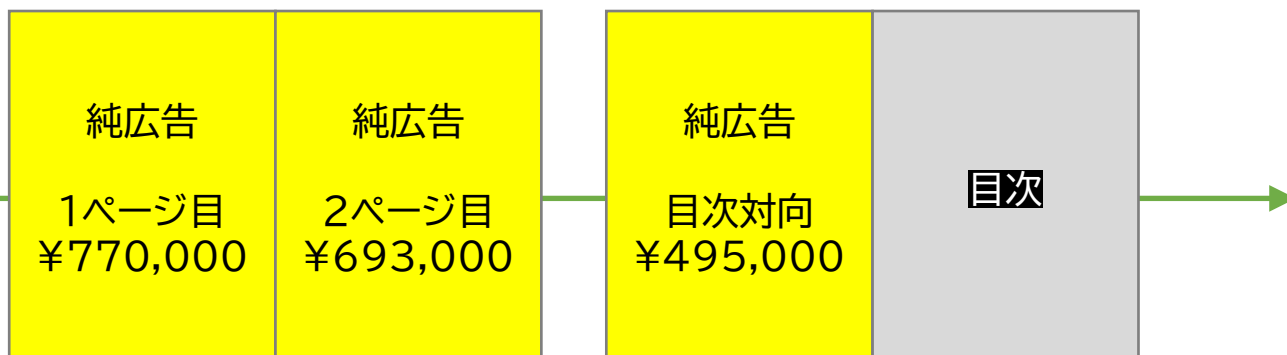 純広告
1ページ目
¥770,000
純広告
2ページ目
¥693,000
純広告
目次対向
¥495,000
目次